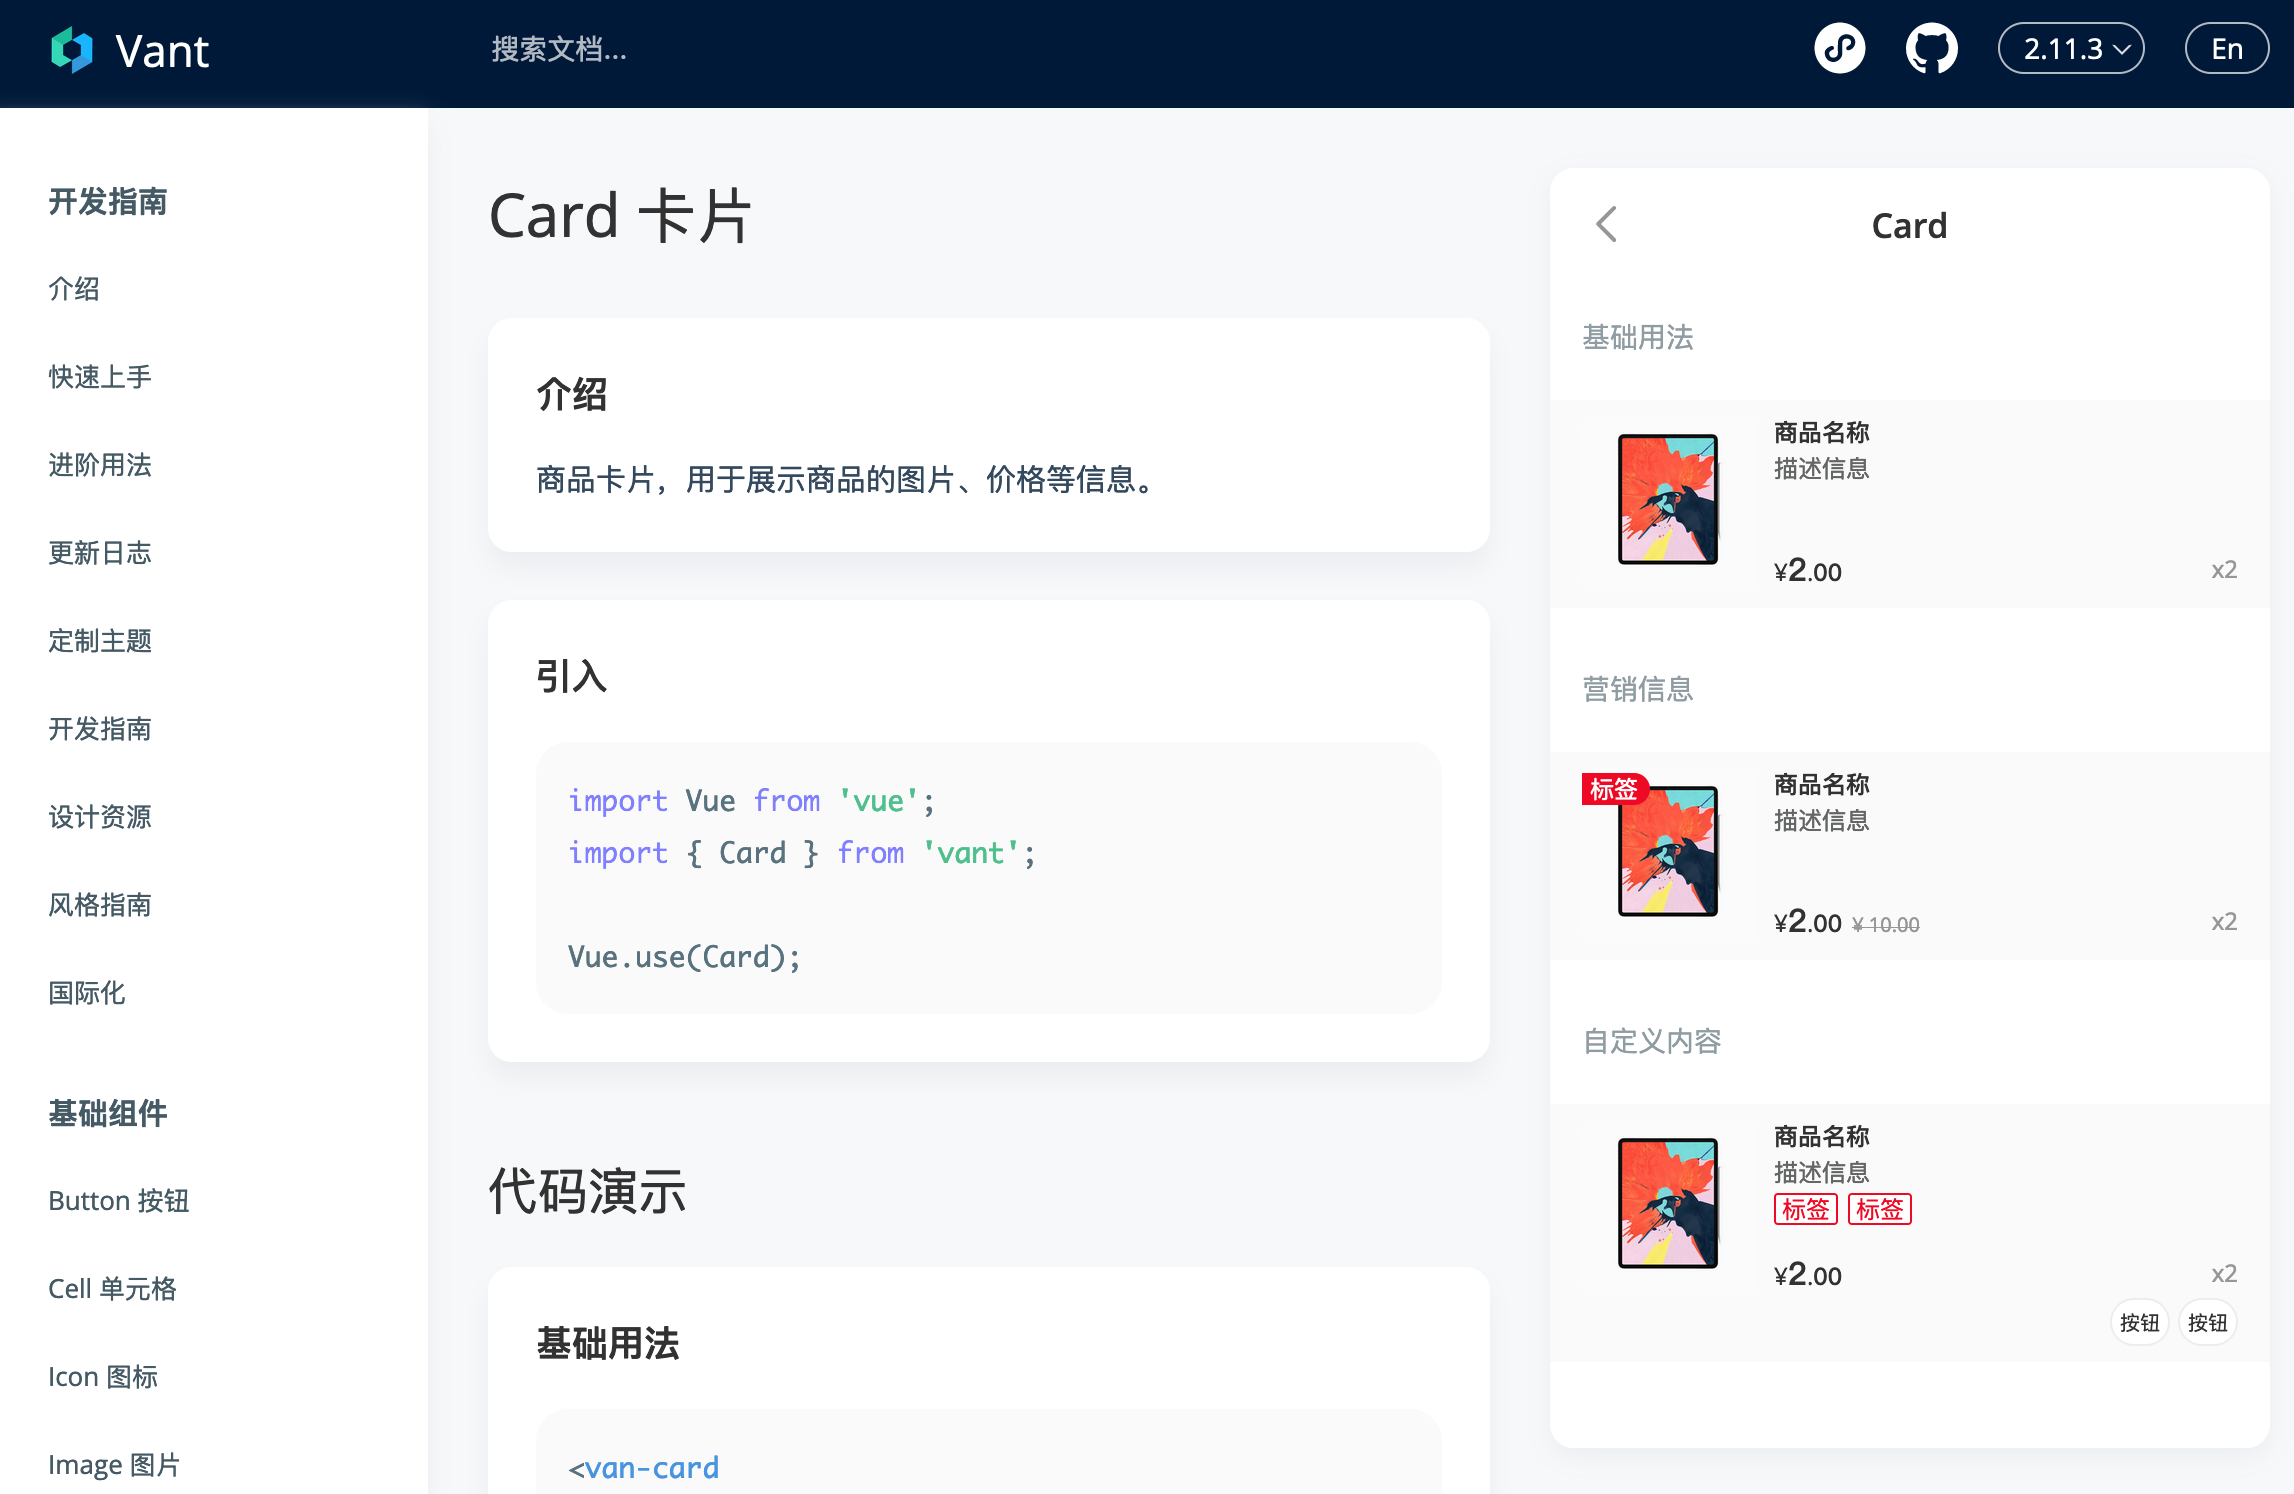 Vant
搜索文档...
2.11.3
En
开发指南
介绍
快速上手
进阶用法
更新日志
定制主题
开发指南
设计资源
风格指南
国际化
基础组件
Button 按钮
Cell 单元格
Icon 图标
Image 图片
Card 卡片
介绍
商品卡片，用于展示商品的图片、价格等信息。
引入
import Vue from 'vue';
import { Card } from 'vant';
Vue.use(Card);
代码演示
基础用法
<van-card
Card
基础用法
商品名称
描述信息
¥2.00 x2
营销信息
标签
商品名称
描述信息
¥2.00 ¥ 10.00 x2
自定义内容
商品名称
描述信息
标签 标签
¥2.00 x2
按钮 按钮